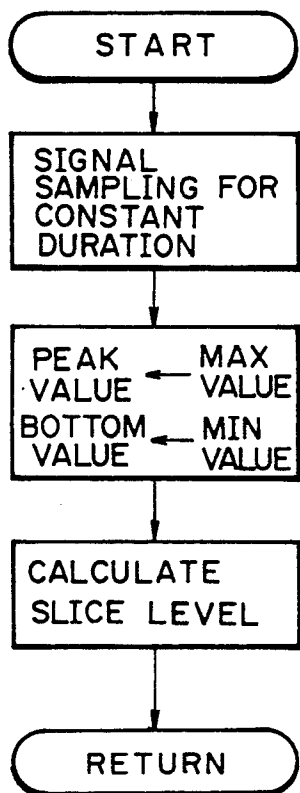 START
SIGNAL
SAMPLING FOR
CONSTANT
DURATION
PEAK VALUE ← MAX VALUE
BOTTOM VALUE ← MIN VALUE
CALCULATE
SLICE LEVEL
RETURN